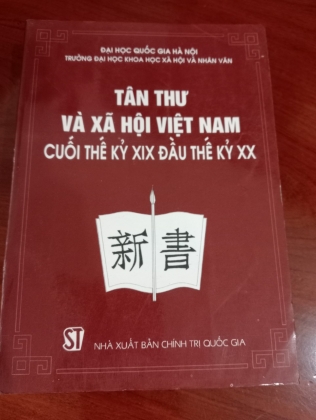 ĐẠI HỌC QUỐC GIA HÀ NỘI
TRƯỜNG ĐẠI HỌC KHOA HỌC XÃ HỘI VÀ NHÂN VĂN
TÂN THƯ
VÀ XÃ HỘI VIỆT NAM
CUỐI THẾ KỶ XIX ĐẦU THẾ KỶ XX
新書
ST NHÀ XUẤT BẢN CHÍNH TRỊ QUỐC GIA